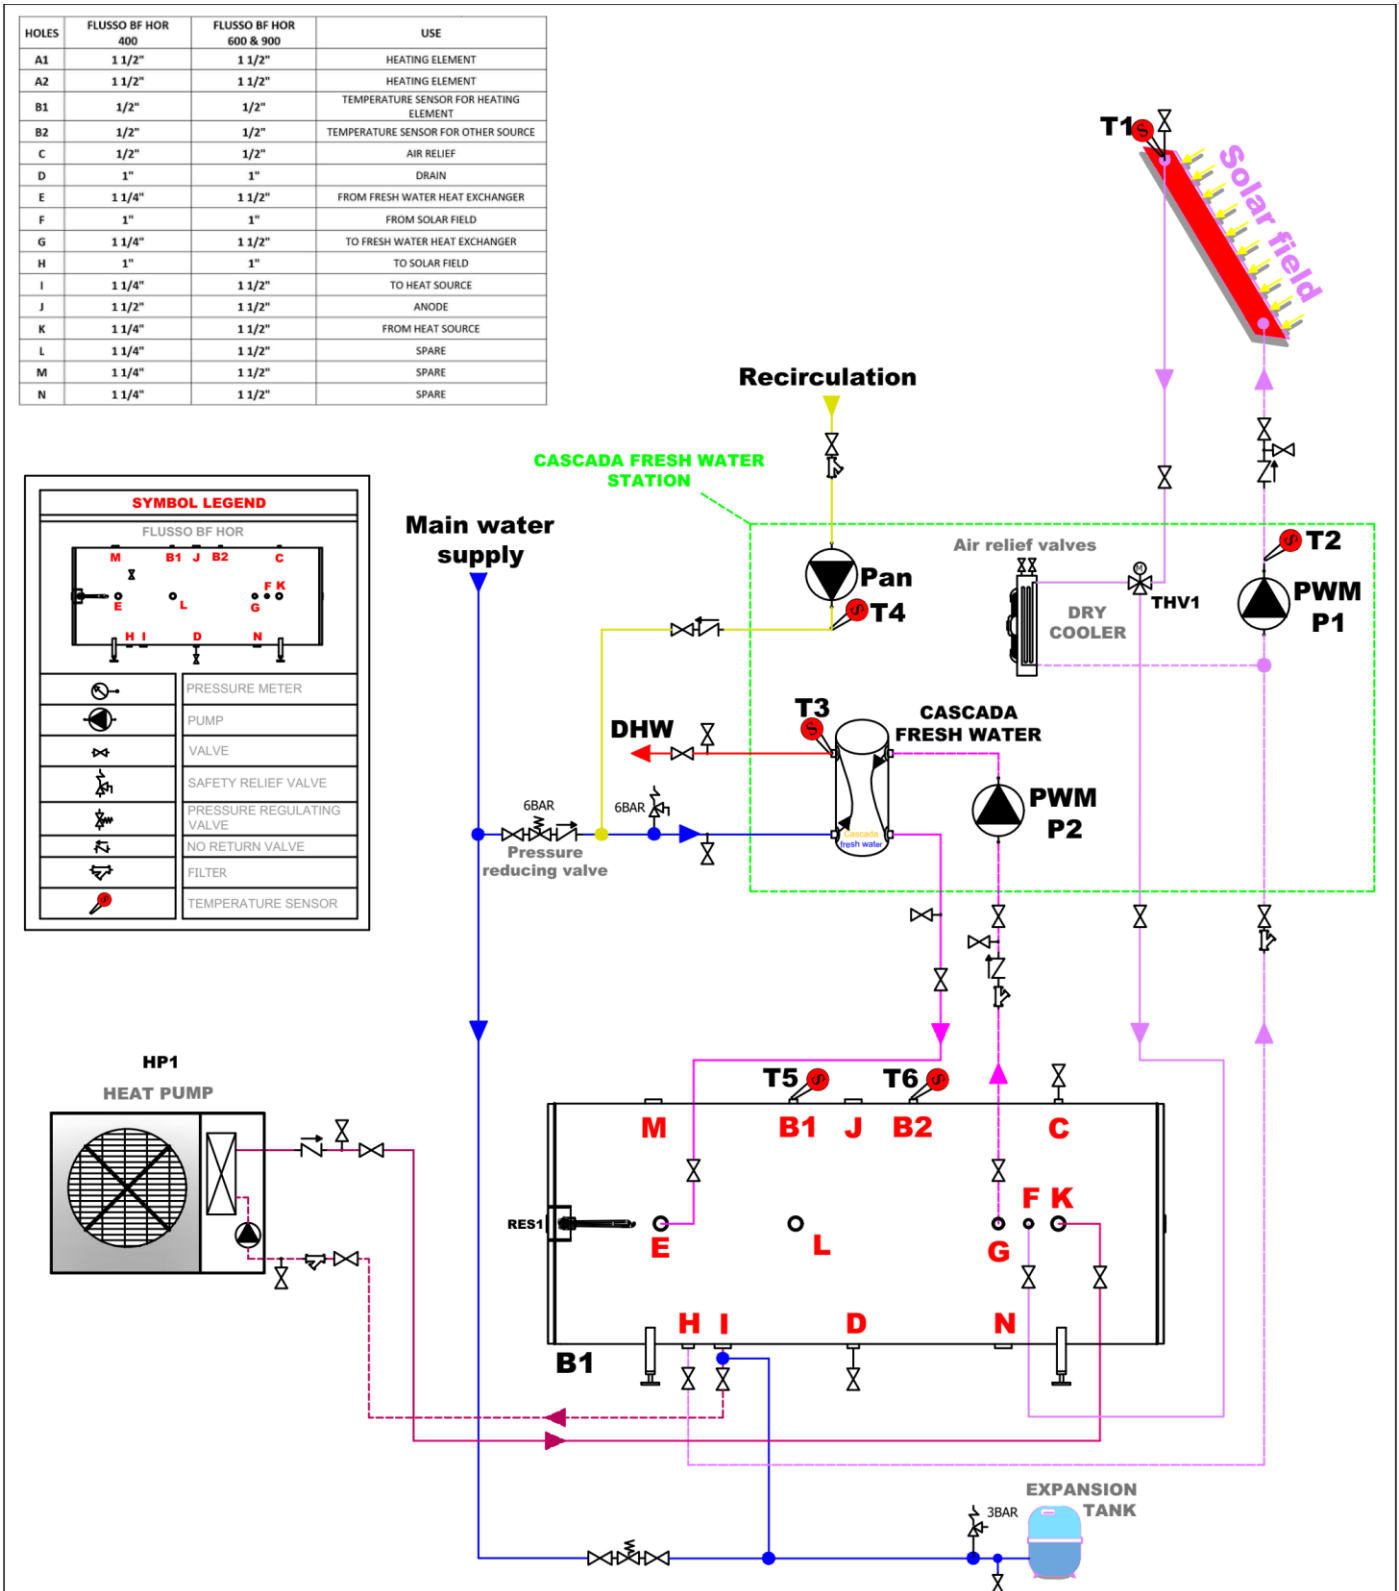 HOLES FLUSSO BF HOR 400 FLUSSO BF HOR 600 & 900 USE
A1 1 1/2" 1 1/2" HEATING ELEMENT
A2 1 1/2" 1 1/2" HEATING ELEMENT
B1 1/2" 1/2" TEMPERATURE SENSOR FOR HEATING ELEMENT
B2 1/2" 1/2" TEMPERATURE SENSOR FOR OTHER SOURCE
C 1/2" 1/2" AIR RELIEF
D 1" 1" DRAIN
E 1 1/4" 1 1/2" FROM FRESH WATER HEAT EXCHANGER
F 1" 1" FROM SOLAR FIELD
G 1 1/4" 1 1/2" TO FRESH WATER HEAT EXCHANGER
H 1" 1" TO SOLAR FIELD
I 1 1/4" 1 1/2" TO HEAT SOURCE
J 1 1/2" 1 1/2" ANODE
K 1 1/4" 1 1/2" FROM HEAT SOURCE
L 1 1/4" 1 1/2" SPARE
M 1 1/4" 1 1/2" SPARE
N 1 1/4" 1 1/2" SPARE
T1 S
Solar field
Recirculation
CASCADA FRESH WATER
STATION
SYMBOL LEGEND
FLUSSO BF HOR
M B1 J B2 C
F K
E L G
H I D N
PRESSURE METER
PUMP
VALVE
SAFETY RELIEF VALVE
PRESSURE REGULATING
VALVE
NO RETURN VALVE
FILTER
TEMPERATURE SENSOR
Main water
supply
Pan
S T4
Air relief valves
DRY
COOLER
M
THV1
S T2
PWM
P1
T3
S
DHW
CASCADA
FRESH WATER
PWM
P2
6BAR
6BAR
Pressure
reducing valve
Cascada
fresh water
HP1
HEAT PUMP
T5 S
T6 S
M B1 J B2 C
F K
RES1
E L G
H I D N
B1
EXPANSION
TANK
3BAR